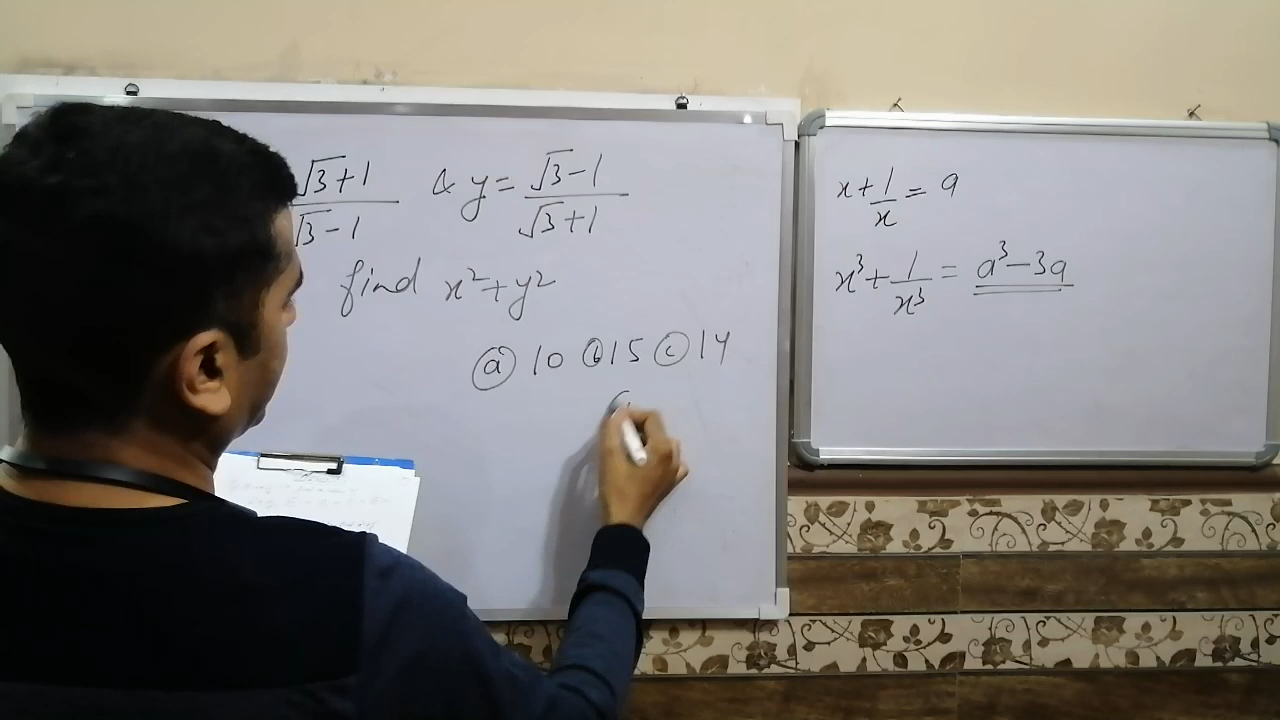 √3+1/√3-1 & y = √3-1/√3+1
find x²+y²
ⓐ 10 ⓑ 15 ⓒ 14
x+1/x = a
x³+1/x³ = a³-3a